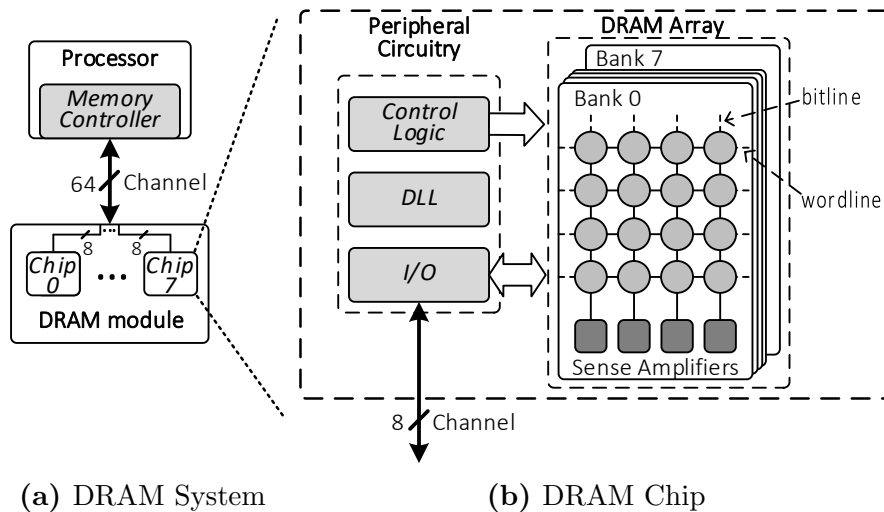 Processor
Memory
Controller
64
Channel
8
8
Chip
0
...
Chip
7
DRAM module
Peripheral
Circuitry
Control
Logic
DLL
I/O
8
Channel
DRAM Array
Bank 7
Bank 0
bitline
wordline
Sense Amplifiers
(a) DRAM System
(b) DRAM Chip